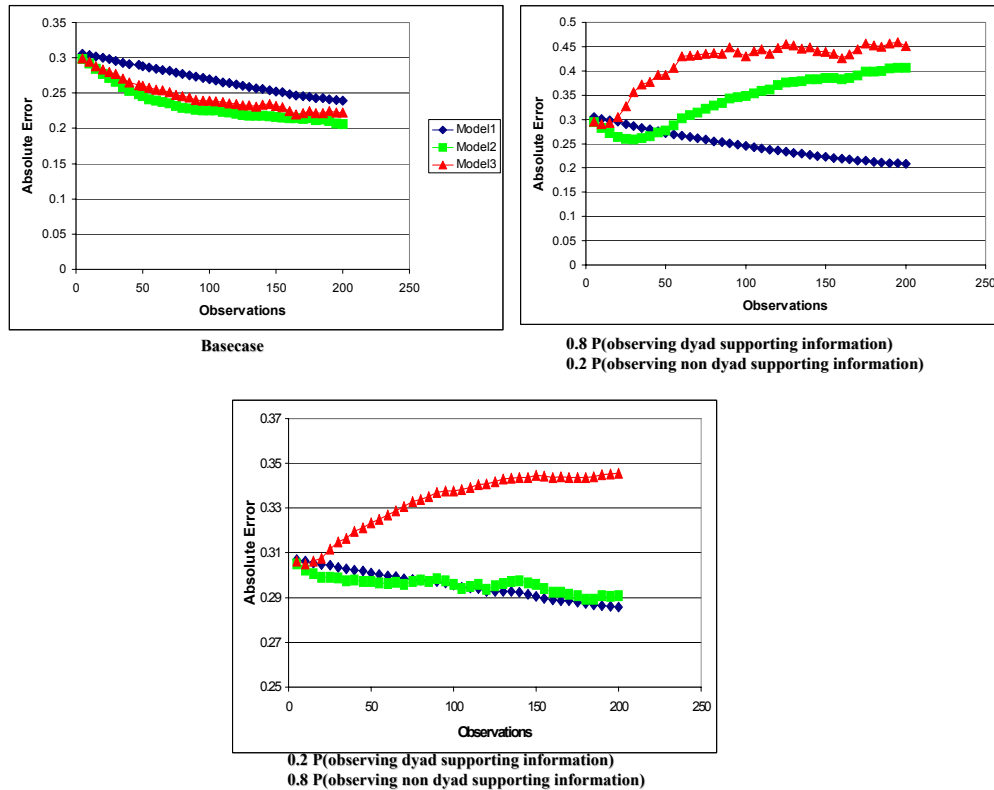 0.35
0.3
0.25
0.2
0.15
0.1
0.05
0
Absolute Error
0 50 100 150 200 250
Observations
Model1
Model2
Model3
Basecase
0.5
0.45
0.4
0.35
0.3
0.25
0.2
0.15
0.1
0.05
0
Absolute Error
0 50 100 150 200 250
Observations
0.8 P(observing dyad supporting information)
0.2 P(observing non dyad supporting information)
0.37
0.35
0.33
0.31
0.29
0.27
0.25
Absolute Error
0 50 100 150 200 250
Observations
0.2 P(observing dyad supporting information)
0.8 P(observing non dyad supporting information)